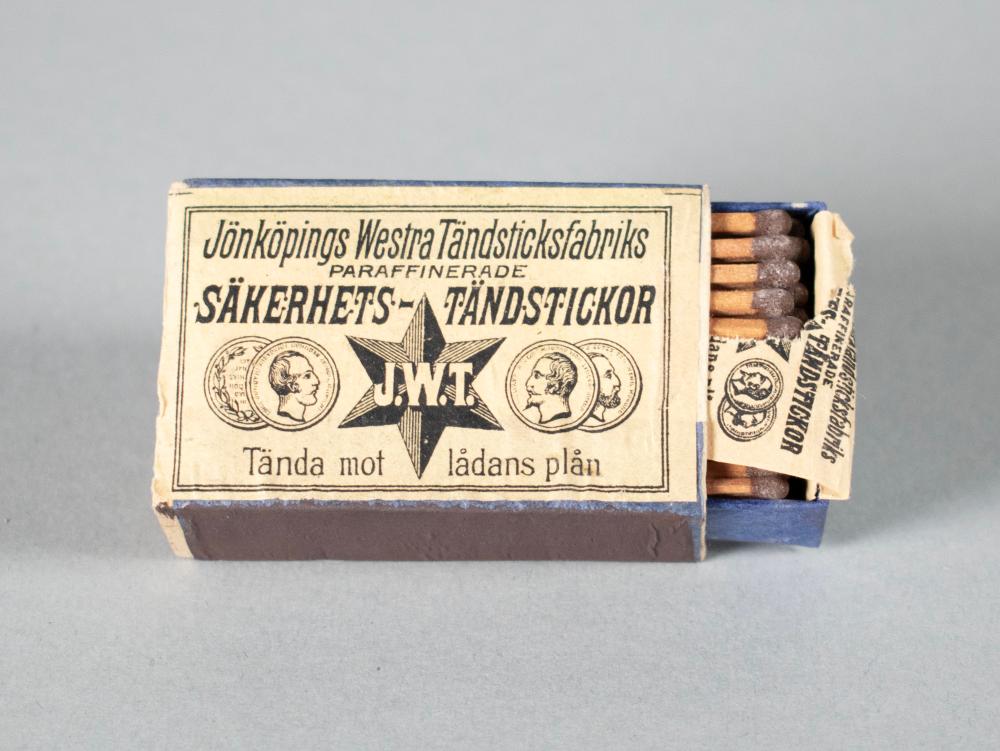 Jönköpings Westra Tändsticksfabriks
PARAFFINERADE
SÄKERHETS-TÄNDSTICKOR
J.W.T.
Tända mot lådans plån
PARAFFINERADE
TÄNDSTICKOR